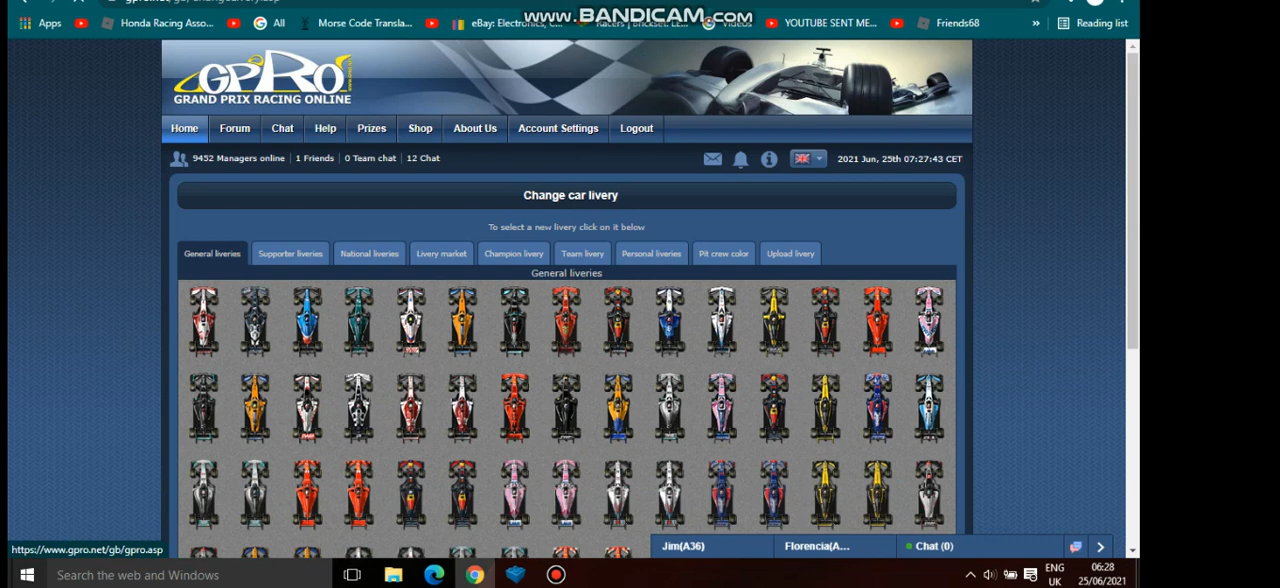 www.BANDICAM.com
Apps
Honda Racing Asso...
All
Morse Code Transla...
eBay: Electronics, C...
Videos
YOUTUBE SENT ME...
Friends68
»
Reading list
GPRO
GRAND PRIX RACING ONLINE
Home Forum Chat Help Prizes Shop About Us Account Settings Logout
9452 Managers online 1 Friends 0 Team chat 12 Chat
2021 Jun, 25th 07:27:43 CET
Change car livery
To select a new livery click on it below
General liveries Supporter liveries National liveries Livery market Champion livery Team livery Personal liveries Pit crew color Upload livery
General liveries
https://www.gpro.net/gb/gpro.asp
Jim(A36) Florencia(A... Chat (0)
Search the web and Windows
ENG
UK
06:28
25/06/2021